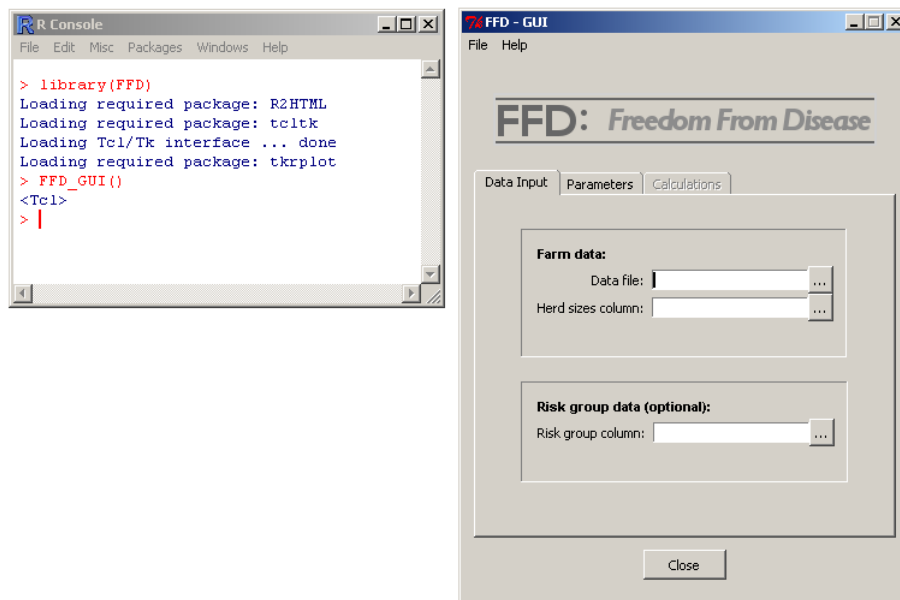 R Console
File Edit Misc Packages Windows Help
> library(FFD)
Loading required package: R2HTML
Loading required package: tcltk
Loading Tcl/Tk interface ... done
Loading required package: tkrplot
> FFD_GUI()
<Tcl>
>
FFD - GUI
File Help
FFD: Freedom From Disease
Data Input Parameters Calculations
Farm data:
Data file: ...
Herd sizes column: ...
Risk group data (optional):
Risk group column: ...
Close